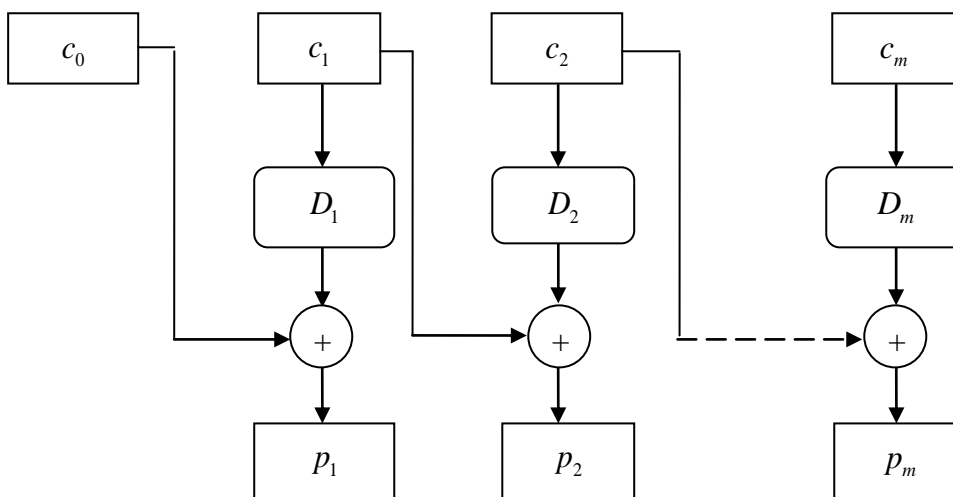 c₀ c₁ c₂ cₘ
D₁ D₂ Dₘ
+ + +
p₁ p₂ pₘ